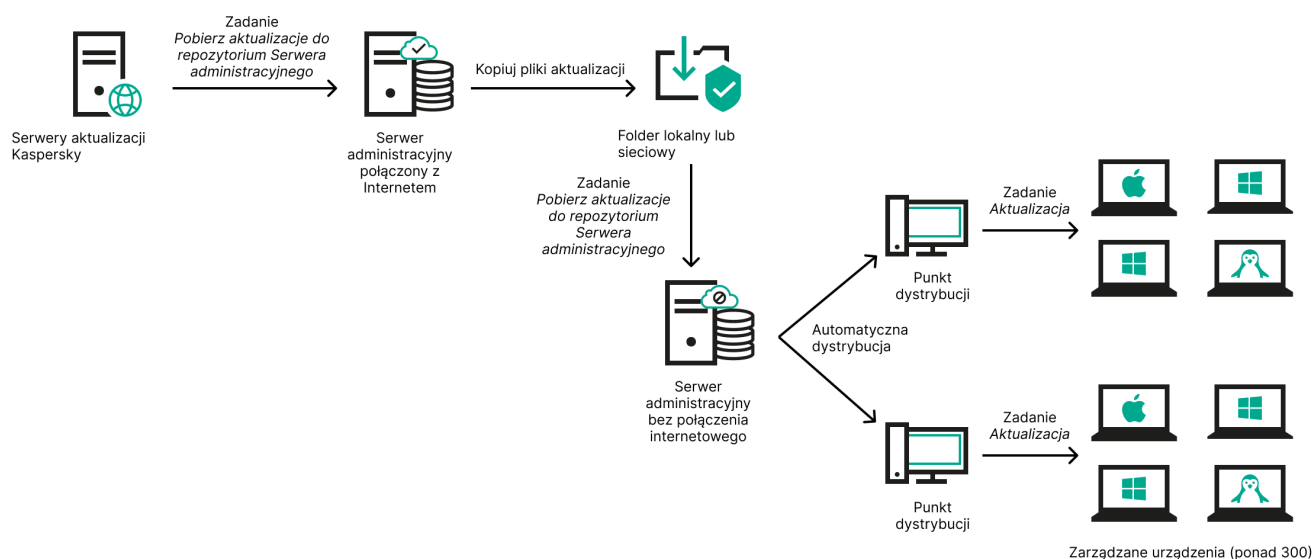 Zadanie
Pobierz aktualizacje do
repozytorium Serwera
administracyjnego
Serwery aktualizacji
Kaspersky
Serwer
administracyjny
połączony z
Internetem
Kopiuj pliki aktualizacji
Folder lokalny lub
sieciowy
Zadanie
Pobierz aktualizacje
do repozytorium
Serwera
administracyjnego
Serwer
administracyjny
bez połączenia
internetowego
Automatyczna
dystrybucja
Punkt
dystrybucji
Zadanie
Aktualizacja
Punkt
dystrybucji
Zadanie
Aktualizacja
Zarządzane urządzenia (ponad 300)